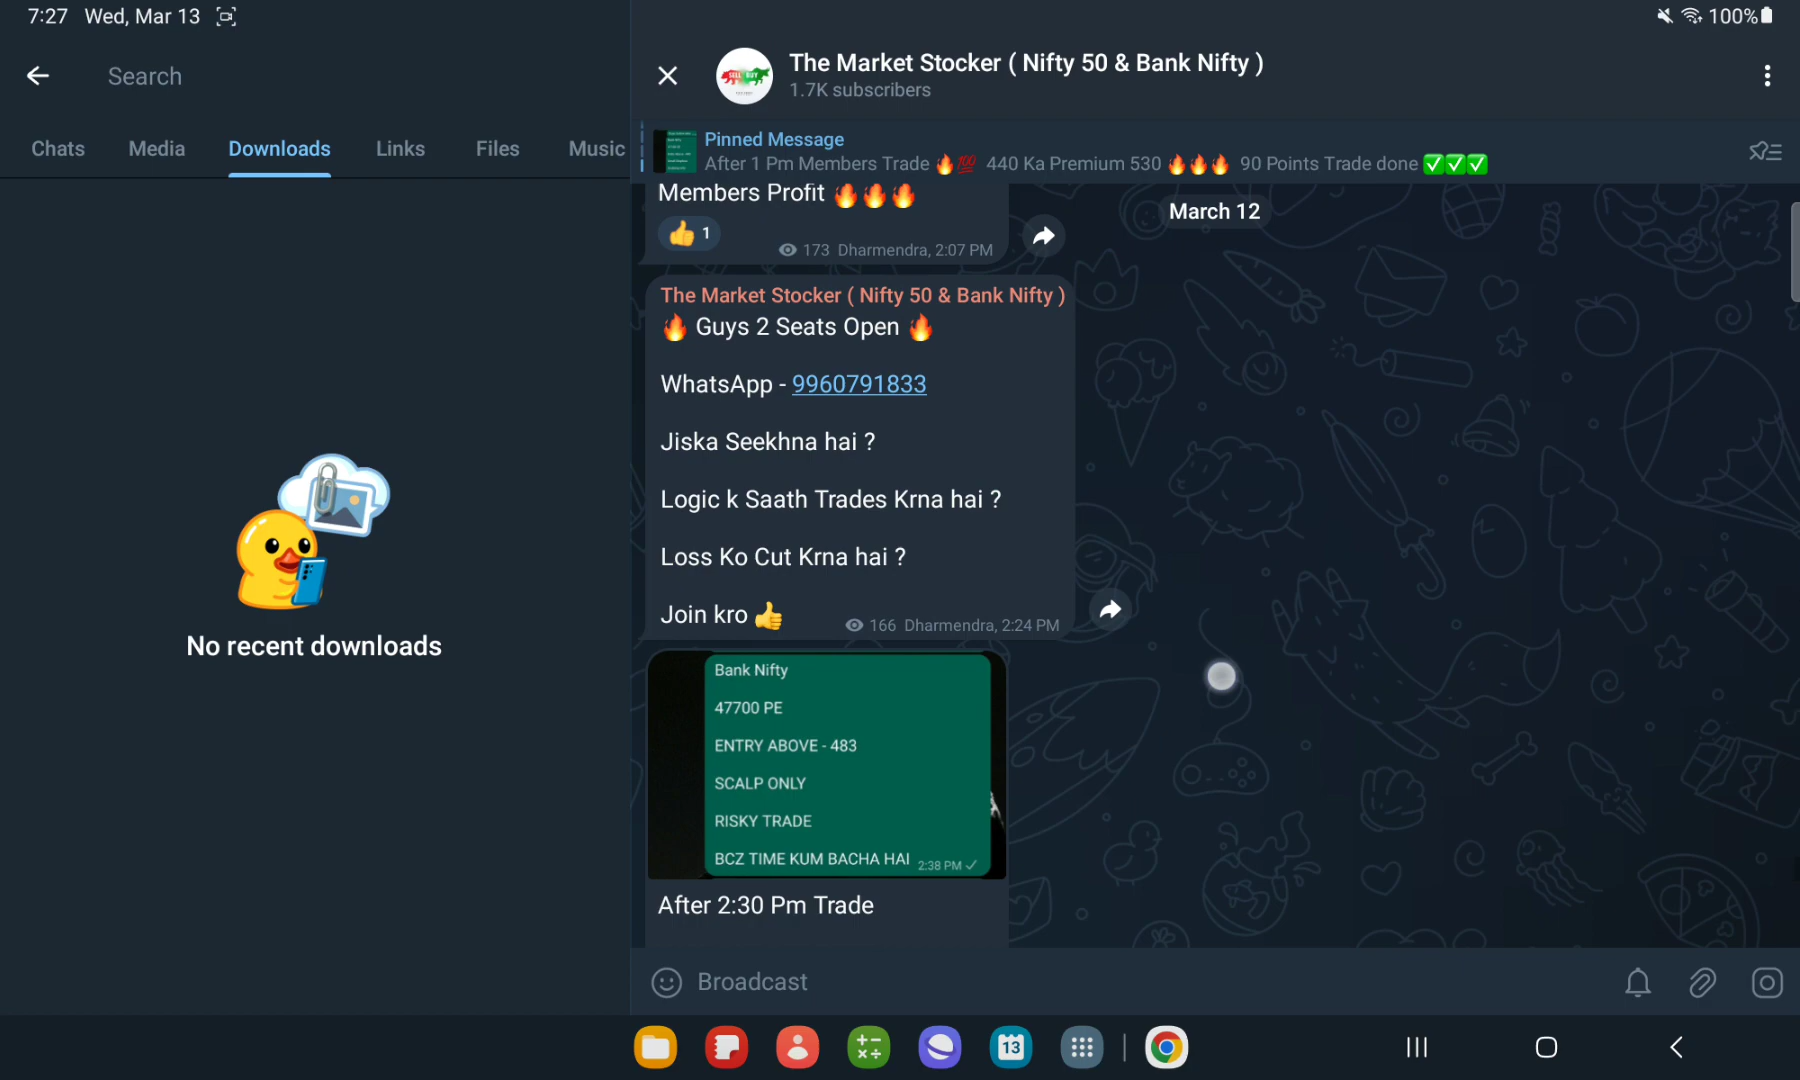 7:27 Wed, Mar 13
100%
Search
Chats Media Downloads Links Files Music
No recent downloads
The Market Stocker ( Nifty 50 & Bank Nifty )
1.7K subscribers
Pinned Message
After 1 Pm Members Trade 🔥💯 440 Ka Premium 530 🔥🔥🔥 90 Points Trade done ✅✅✅
March 12
Members Profit 🔥🔥🔥
👍 1
173 Dharmendra, 2:07 PM
The Market Stocker ( Nifty 50 & Bank Nifty )
🔥 Guys 2 Seats Open 🔥
WhatsApp - 9960791833
Jiska Seekhna hai ?
Logic k Saath Trades Krna hai ?
Loss Ko Cut Krna hai ?
Join kro 👍
166 Dharmendra, 2:24 PM
Bank Nifty
47700 PE
ENTRY ABOVE - 483
SCALP ONLY
RISKY TRADE
BCZ TIME KUM BACHA HAI
2:38 PM ✓
After 2:30 Pm Trade
Broadcast
13